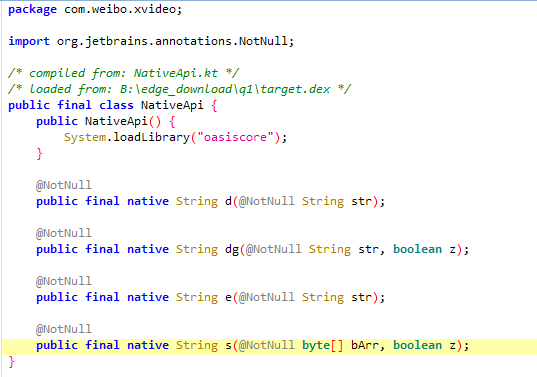 package com.weibo.xvideo;
import org.jetbrains.annotations.NotNull;
/* compiled from: NativeApi.kt */
/* loaded from: B:\edge_download\q1\target.dex */
public final class NativeApi {
    public NativeApi() {
        System.loadLibrary("oasiscore");
    }
    @NotNull
    public final native String d(@NotNull String str);
    @NotNull
    public final native String dg(@NotNull String str, boolean z);
    @NotNull
    public final native String e(@NotNull String str);
    @NotNull
    public final native String s(@NotNull byte[] bArr, boolean z);
}